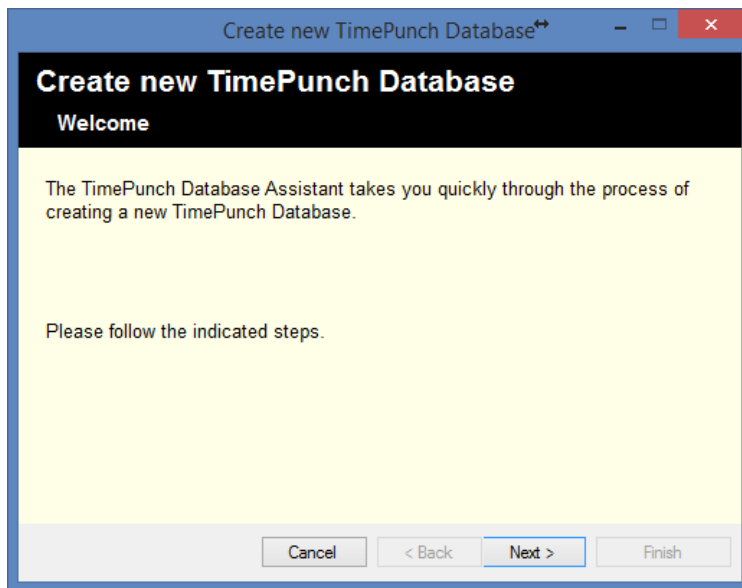 Create new TimePunch Database
Create new TimePunch Database
Welcome
The TimePunch Database Assistant takes you quickly through the process of
creating a new TimePunch Database.
Please follow the indicated steps.
Cancel
< Back
Next >
Finish